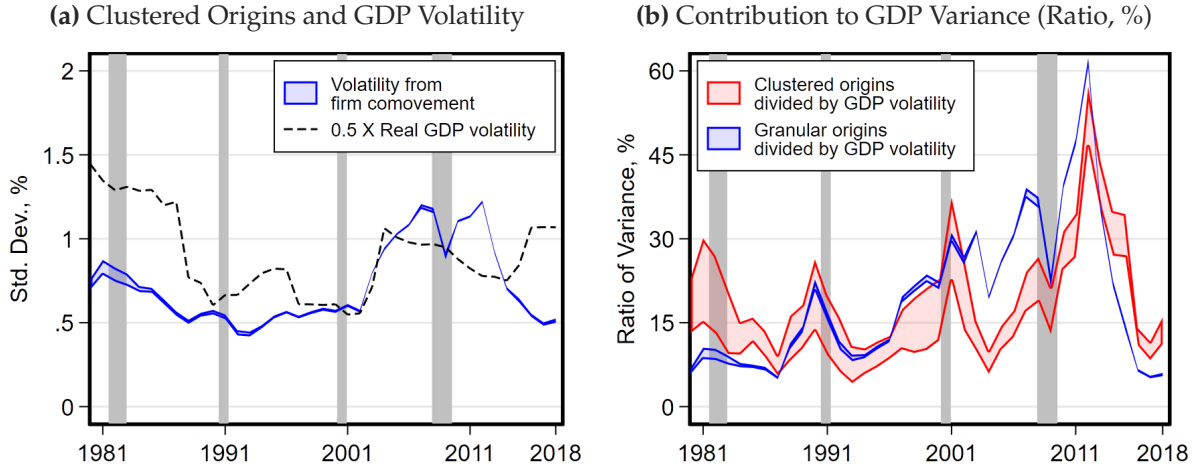 (a) Clustered Origins and GDP Volatility
2
1.5
1
.5
0
Std. Dev., %
Volatility from
firm comovement
0.5 X Real GDP volatility
1981
1991
2001
2011
2018
(b) Contribution to GDP Variance (Ratio, %)
60
45
30
15
0
Ratio of Variance, %
Clustered origins
divided by GDP volatility
Granular origins
divided by GDP volatility
1981
1991
2001
2011
2018